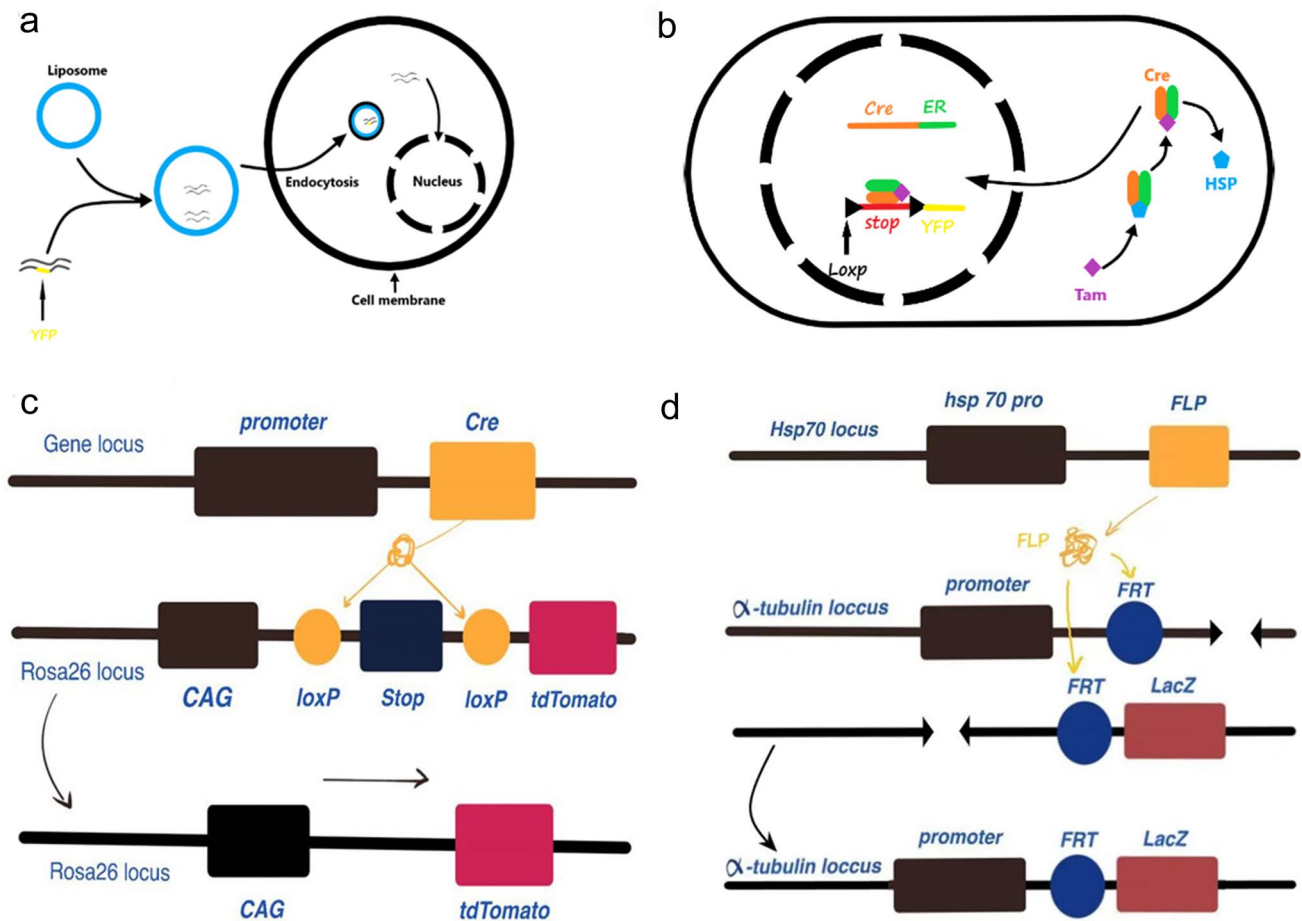 a
Liposome
YFP
Endocytosis
Nucleus
Cell membrane
b
Cre ER
stop
YFP
Loxp
Cre
HSP
Tam
c
Gene locus
promoter
Cre
Rosa26 locus
CAG
loxP
Stop
loxP
tdTomato
Rosa26 locus
CAG
tdTomato
d
Hsp70 locus
hsp 70 pro
FLP
FLP
α-tubulin loccus
promoter
FRT
FRT
LacZ
α-tubulin loccus
promoter
FRT
LacZ